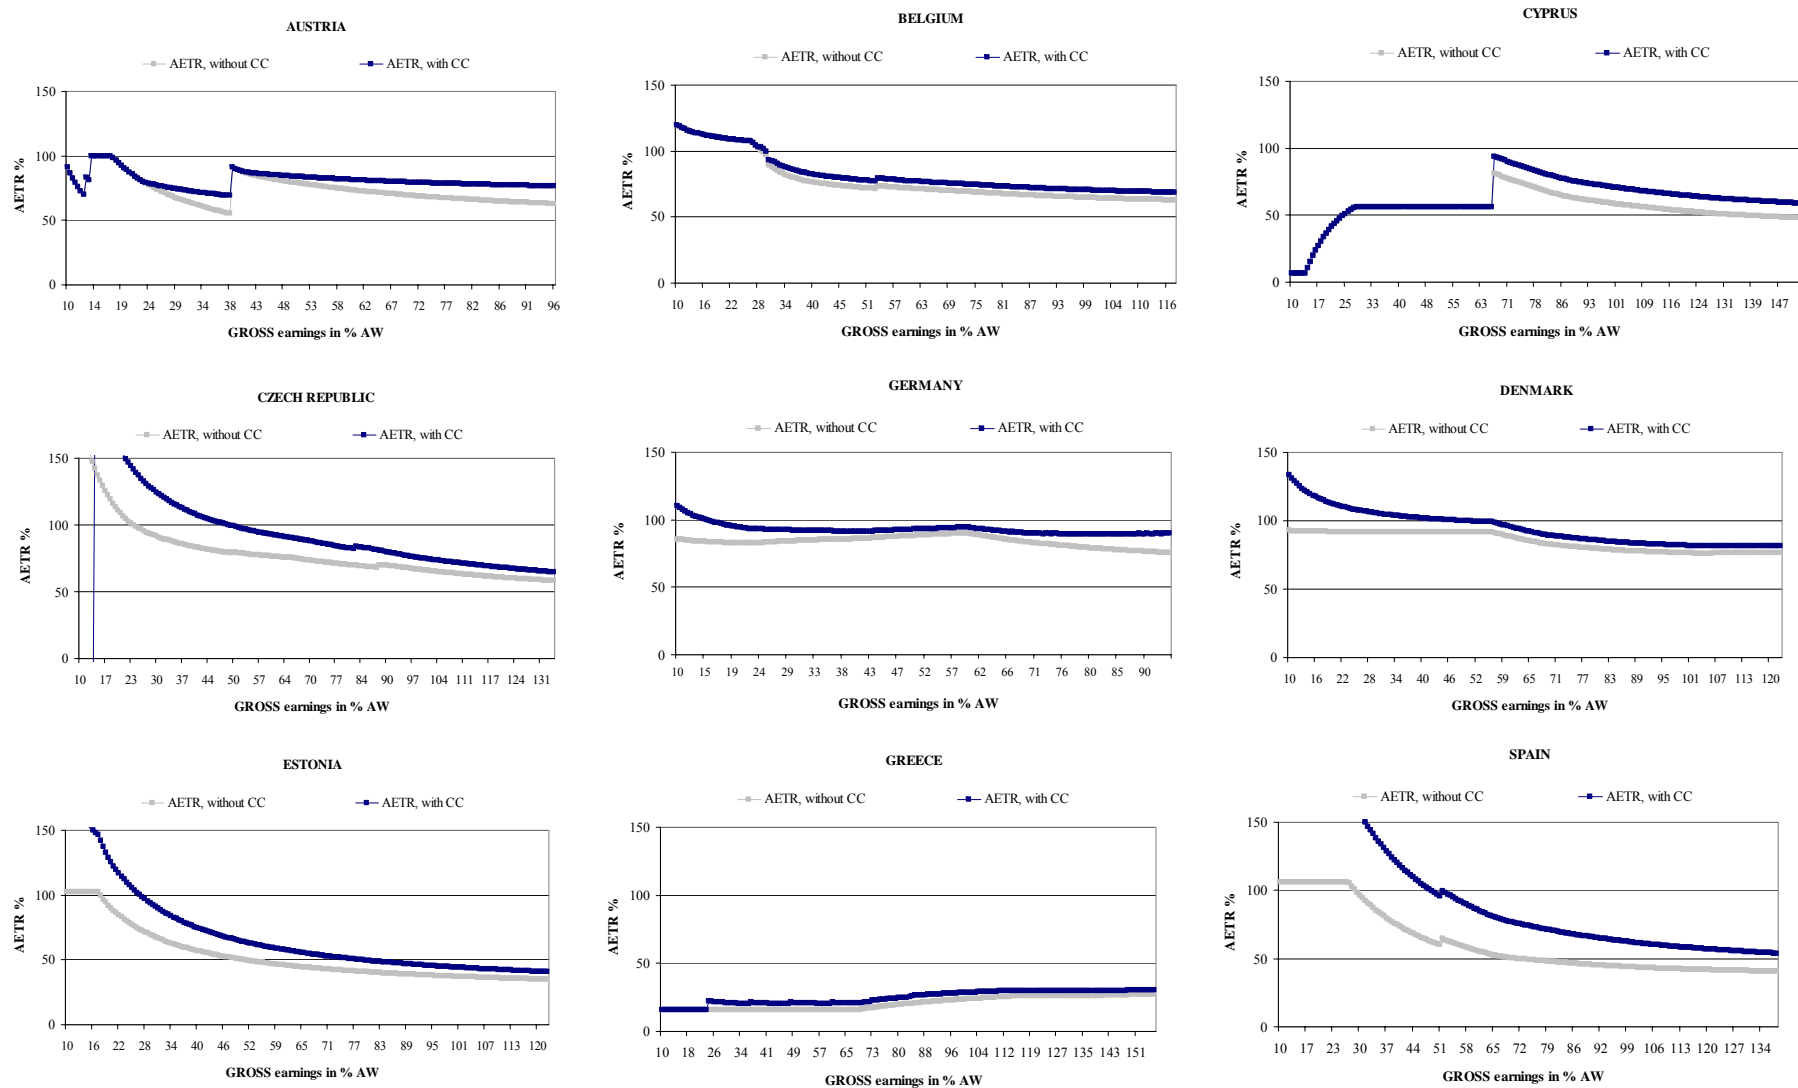 AUSTRIA
AETR, without CC AETR, with CC
150
100
50
0
AETR %
10 14 19 24 29 34 38 43 48 53 58 62 67 72 77 82 86 91 96
GROSS earnings in % AW
BELGIUM
AETR, without CC AETR, with CC
150
100
50
0
AETR %
10 16 22 28 34 40 45 51 57 63 69 75 81 87 93 99 104 110 116
GROSS earnings in % AW
CYPRUS
AETR, without CC AETR, with CC
150
100
50
0
AETR %
10 17 25 33 40 48 55 63 71 78 86 93 101 109 116 124 131 139 147
GROSS earnings in % AW
CZECH REPUBLIC
AETR, without CC AETR, with CC
150
100
50
0
AETR %
10 17 23 30 37 44 50 57 64 70 77 84 90 97 104 111 117 124 131
GROSS earnings in % AW
GERMANY
AETR, without CC AETR, with CC
150
100
50
0
AETR %
10 15 19 24 29 33 38 43 48 52 57 62 66 71 76 81 85 90
GROSS earnings in % AW
DENMARK
AETR, without CC AETR, with CC
150
100
50
0
AETR %
10 16 22 28 34 40 46 52 59 65 71 77 83 89 95 101 107 113 120
GROSS earnings in % AW
ESTONIA
AETR, without CC AETR, with CC
150
100
50
0
AETR %
10 16 22 28 34 40 46 52 59 65 71 77 83 89 95 101 107 113 120
GROSS earnings in % AW
GREECE
AETR, without CC AETR, with CC
150
100
50
0
AETR %
10 18 26 34 41 49 57 65 73 80 88 96 104 112 119 127 135 143 151
GROSS earnings in % AW
SPAIN
AETR, without CC AETR, with CC
150
100
50
0
AETR %
10 17 23 30 37 44 51 58 65 72 79 86 92 99 106 113 120 127 134
GROSS earnings in % AW